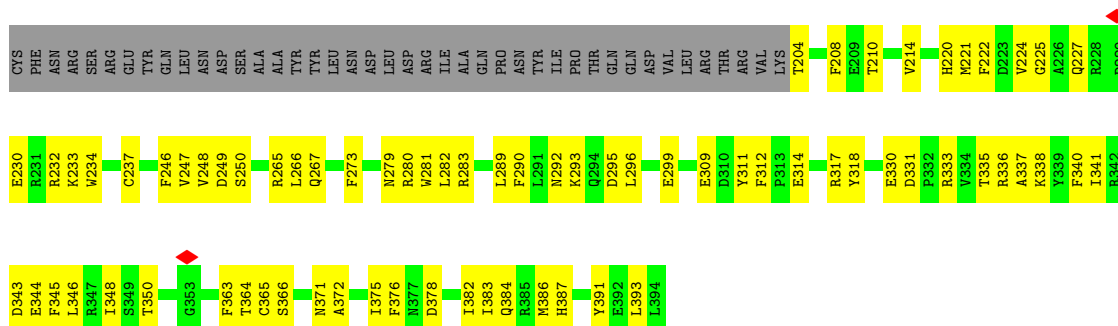 CYS PHE ASN ARG SER ARG GLU TYR GLN LEU ASN ASP SER ALA ALA TYR TYR LEU ASN ASP LEU ASP ARG ILE ALA GLN PRO ASN TYR ILE PRO THR GLN GLN ASP VAL LEU ARG THR ARG VAL LYS T204 F208 E209 T210 V214 H220 M221 F222 D223 V224 G225 A226 Q227 R228
E230 R231 R232 K233 W234 C237 F246 V247 V248 D249 S250 R265 L266 Q267 F273 N279 R280 W281 L282 R283 L289 F290 L291 N292 K293 Q294 D295 L296 E299 E309 D310 Y311 F312 P313 E314 R317 Y318 E330 D331 P332 R333 V334 T335 R336 A337 K338 Y339 F340 I341 R342
D343 E344 F345 L346 R347 I348 S349 T350 G353 F363 T364 C365 S366 N371 A372 I375 F376 N377 D378 I382 I383 Q384 R385 M386 H387 Y391 E392 L393 L394